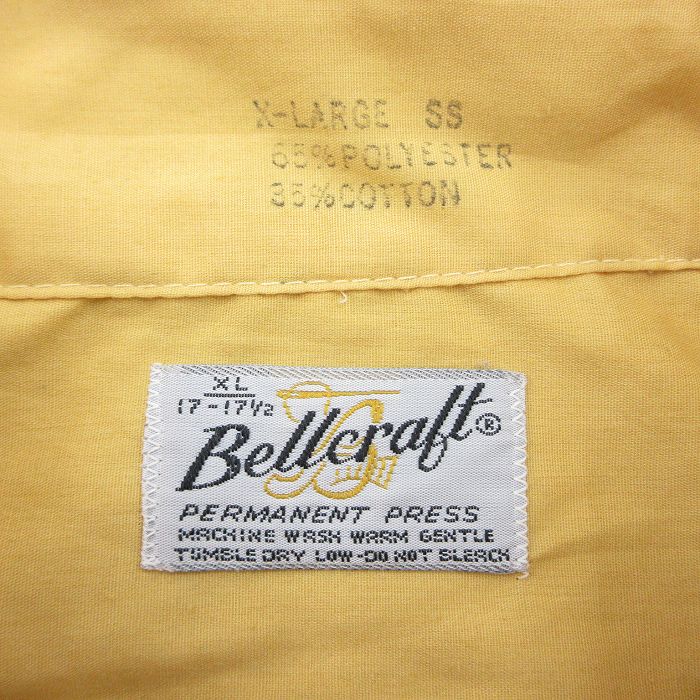 X-LARGE SS
65% POLYESTER
35% COTTON
XL
17-17½
Bellcraft®
PERMANENT PRESS
MACHINE WASH WARM GENTLE
TUMBLE DRY LOW-DO NOT BLEACH